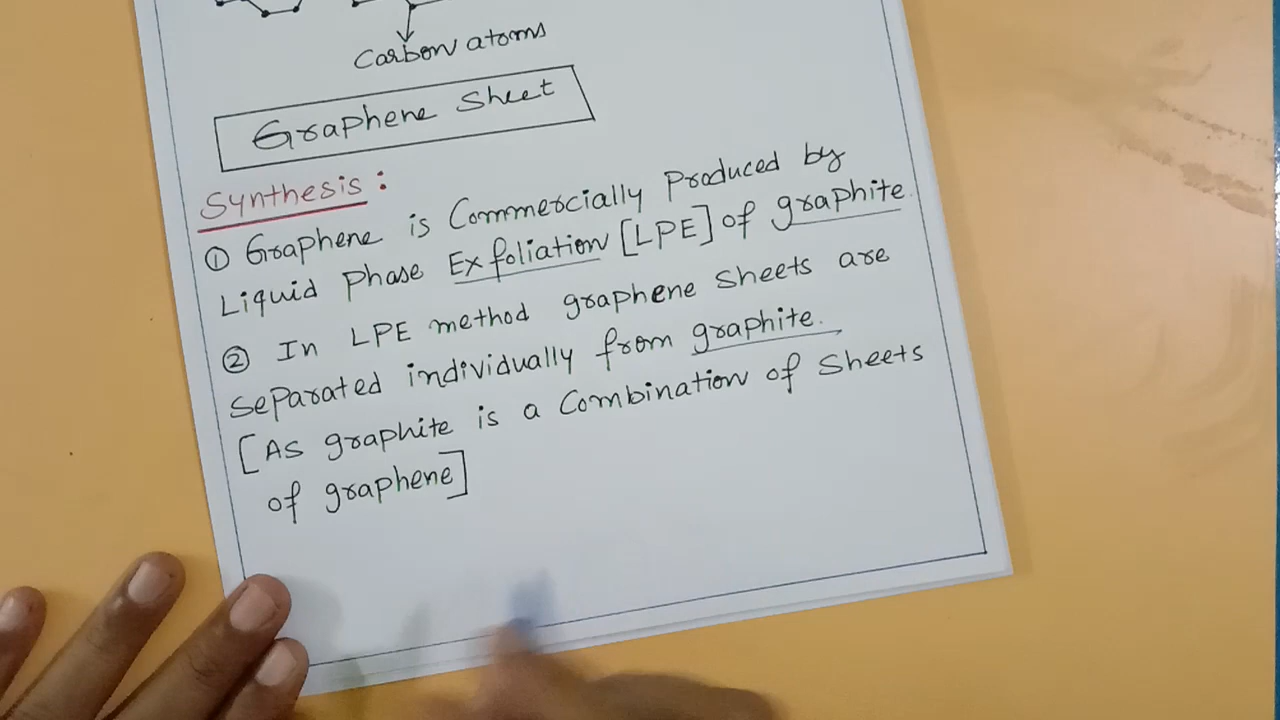 Carbon atoms
Graphene Sheet
Synthesis :
① Graphene is Commercially Produced by
Liquid Phase Exfoliation [LPE] of graphite.
② In LPE method graphene sheets are
separated individually from graphite.
[As graphite is a Combination of Sheets
of graphene]